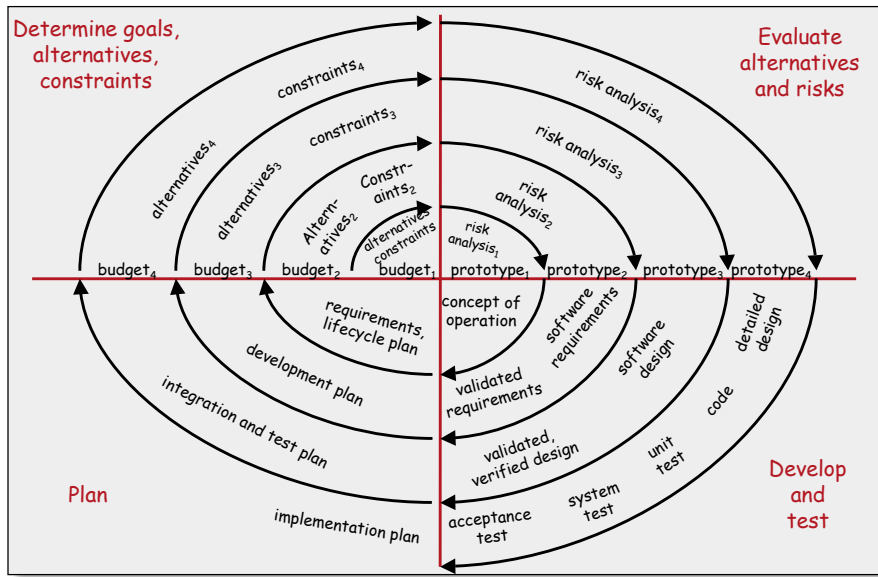 Determine goals,
alternatives,
constraints
Evaluate
alternatives
and risks
constraints₄
alternatives₄
constraints₃
alternatives₃
Constr-
aints₂
Altern-
atives₂
alternatives
constraints
risk analysis₄
risk analysis₃
risk
analysis₂
risk
analysis₁
budget₄ budget₃ budget₂ budget₁ prototype₁ prototype₂ prototype₃ prototype₄
requirements,
lifecycle plan
development plan
integration and test plan
implementation plan
concept of
operation
software
requirements
validated
requirements
software
design
validated,
verified design
detailed
design
code
unit
test
system
test
acceptance
test
Plan
Develop
and
test